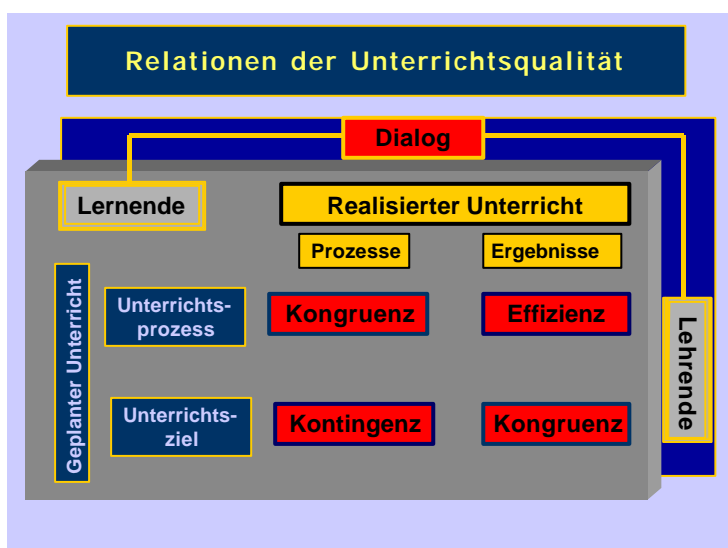 Relationen der Unterrichtsqualität
Dialog
Lernende
Realisierter Unterricht
Prozesse
Ergebnisse
Geplanter Unterricht
Unterrichts-
prozess
Kongruenz
Effizienz
Lehrende
Unterrichts-
ziel
Kontingenz
Kongruenz